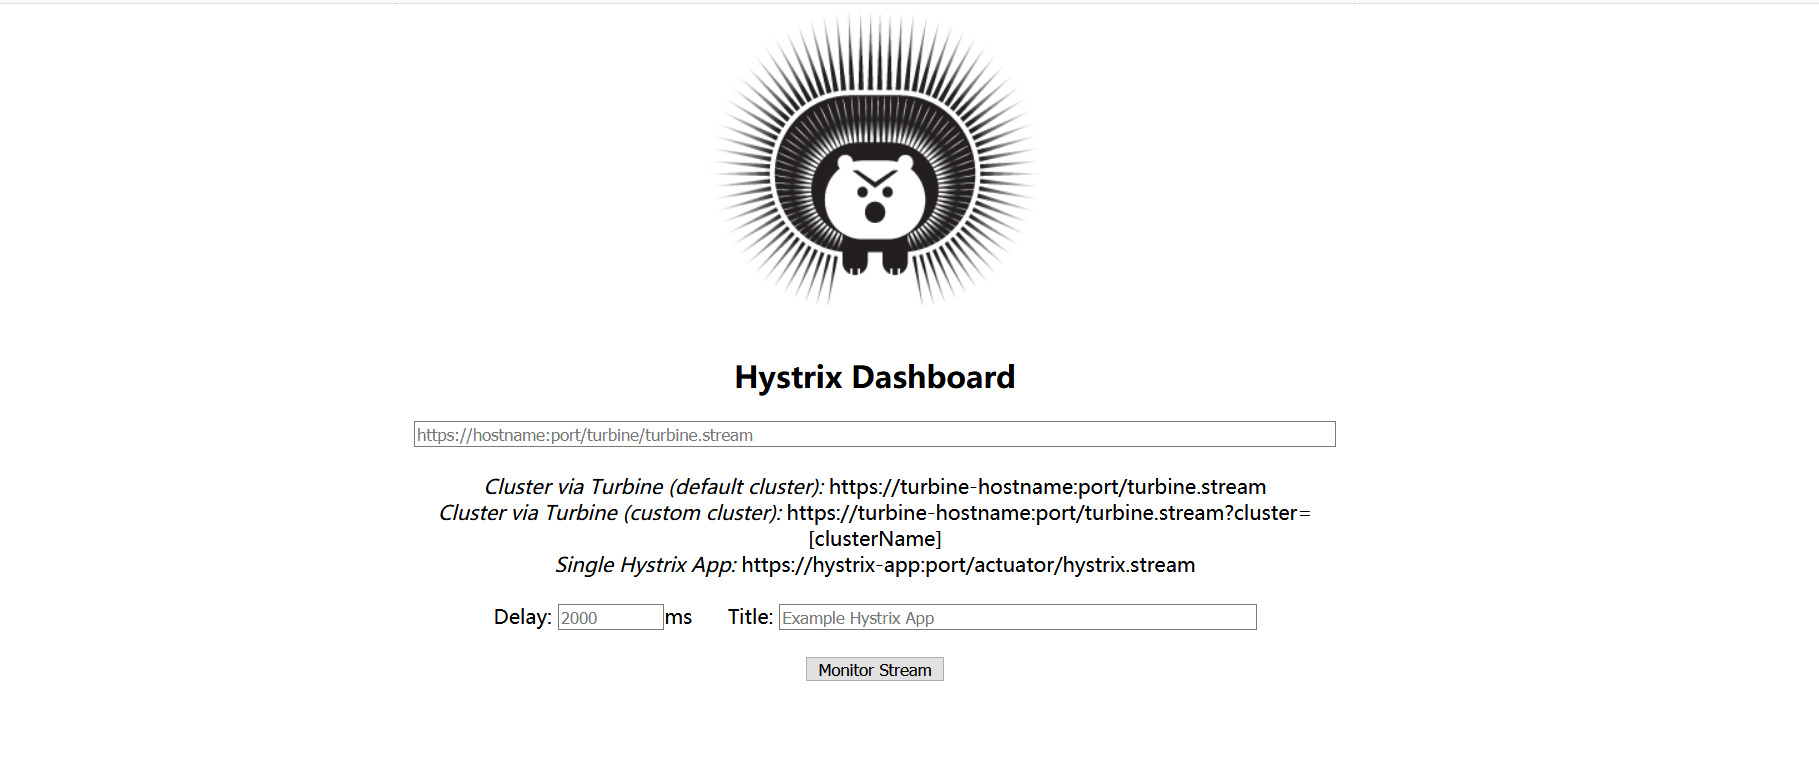 Hystrix Dashboard
https://hostname:port/turbine/turbine.stream
Cluster via Turbine (default cluster): https://turbine-hostname:port/turbine.stream
Cluster via Turbine (custom cluster): https://turbine-hostname:port/turbine.stream?cluster=
[clusterName]
Single Hystrix App: https://hystrix-app:port/actuator/hystrix.stream
Delay: 2000 ms Title: Example Hystrix App
Monitor Stream